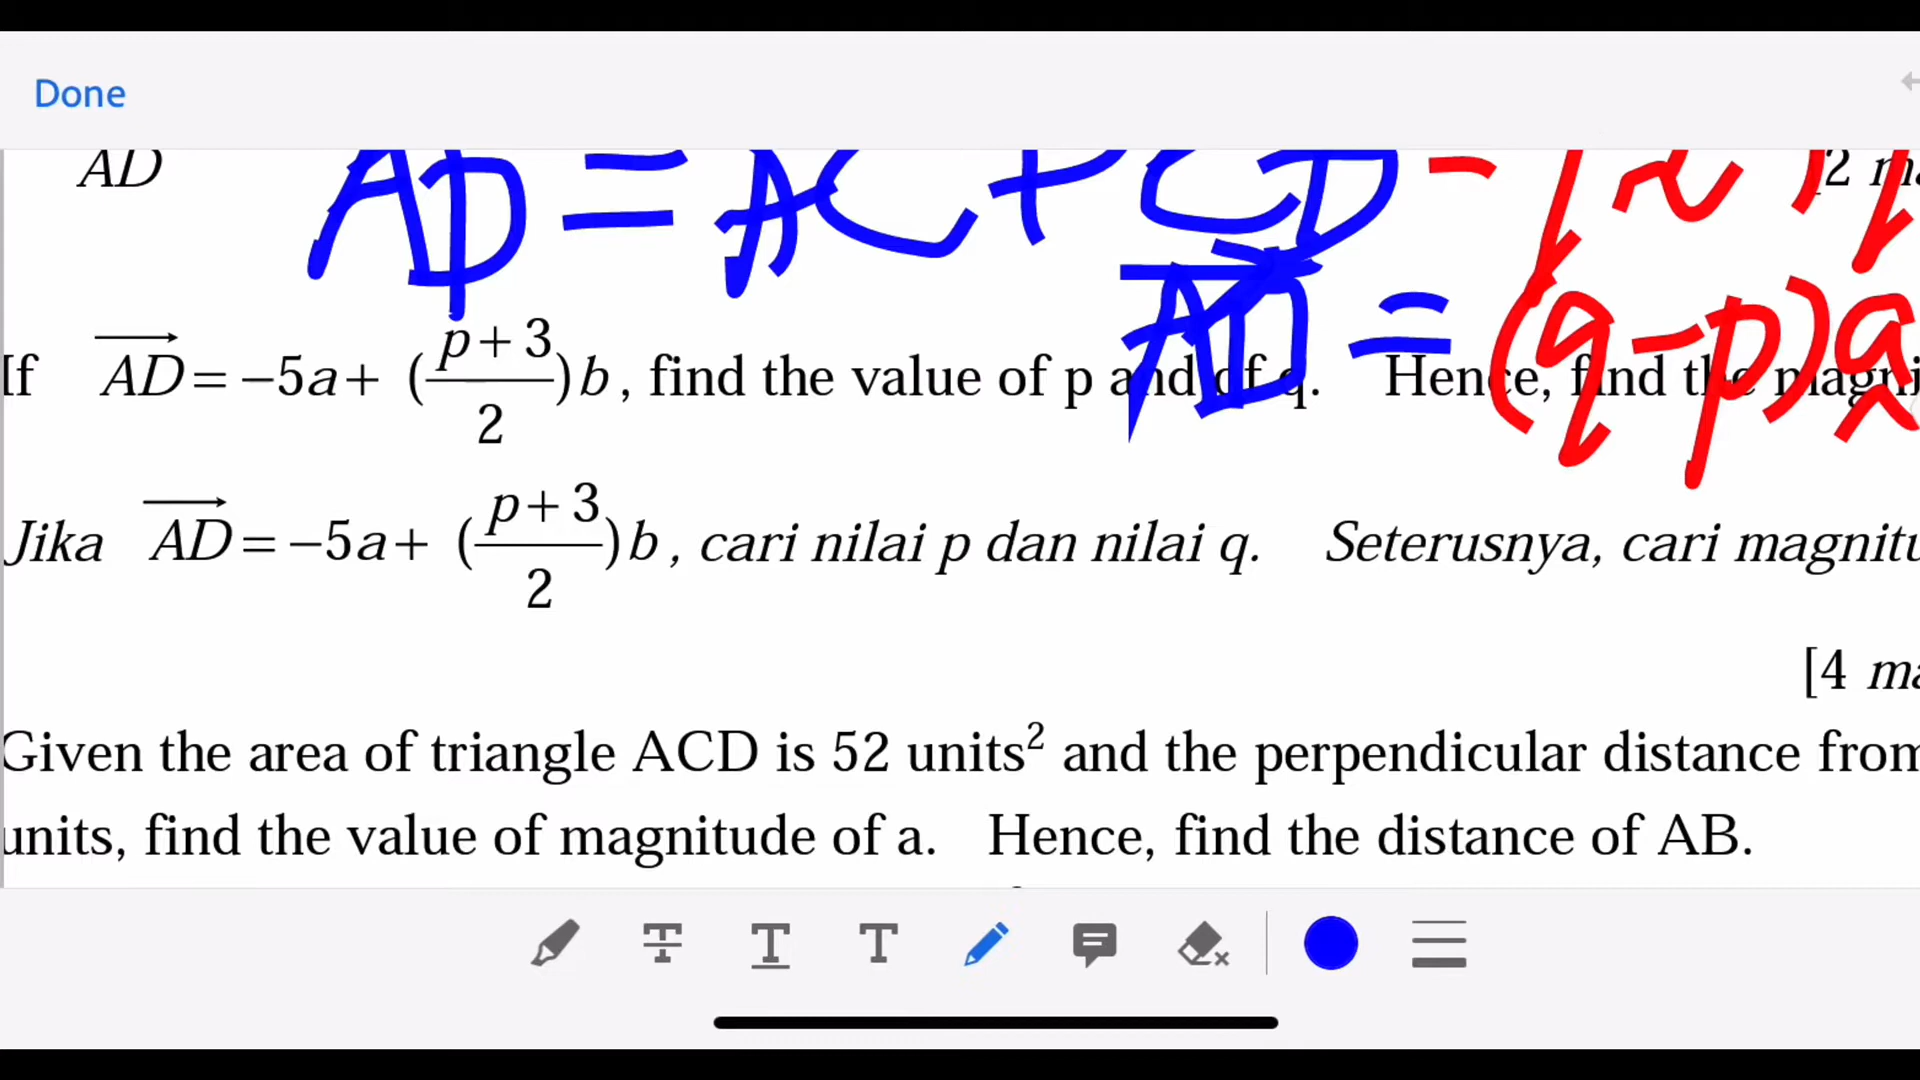 Done
AD
AD = AC + CD
[2 ma
AD = (q-p)a
If AD = −5a + (p+3/2)b, find the value of p and of q. Hence, find the magni
Jika AD = −5a + (p+3/2)b, cari nilai p dan nilai q. Seterusnya, cari magnitu
[4 ma
Given the area of triangle ACD is 52 units² and the perpendicular distance from
units, find the value of magnitude of a. Hence, find the distance of AB.